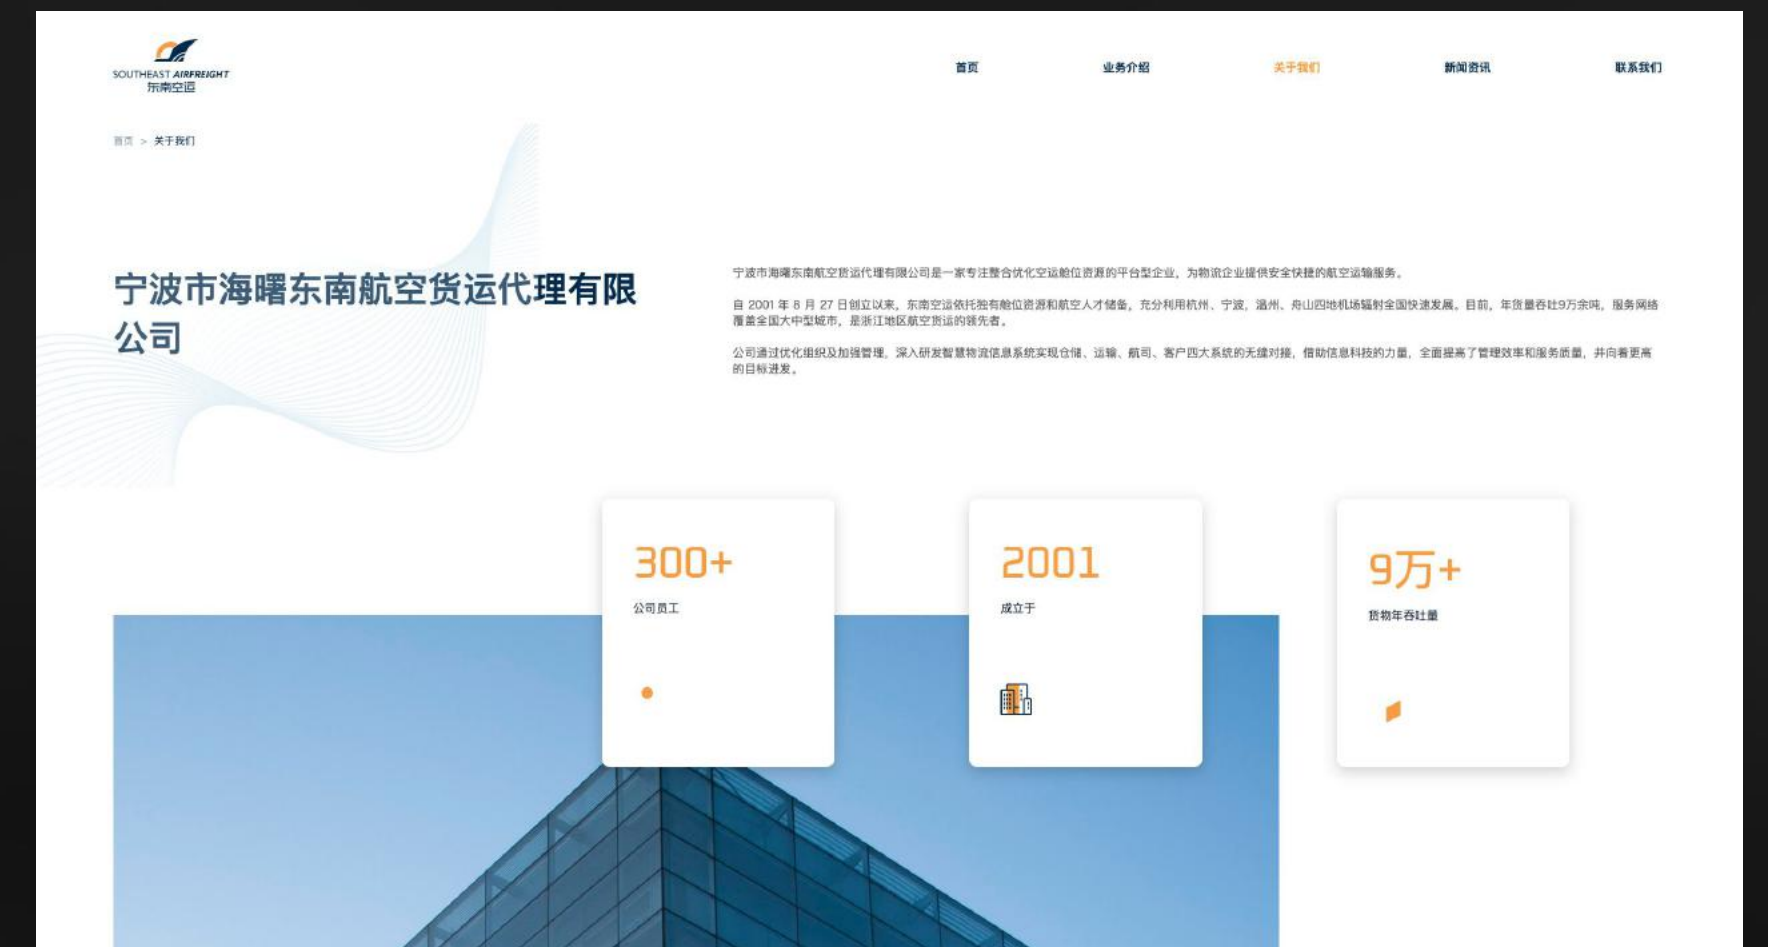 SOUTHEAST AIRFREIGHT
东南空运
首页
业务介绍
关于我们
新闻资讯
联系我们
首页 > 关于我们
宁波市海曙东南航空货运代理有限
公司
宁波市海曙东南航空货运代理有限公司是一家专注整合优化空运舱位资源的平台型企业，为物流企业提供安全快捷的航空运输服务。
自 2001 年 8 月 27 日创立以来，东南空运依托独有舱位资源和航空人才储备，充分利用杭州、宁波、温州、舟山四地机场辐射全国快速发展。目前，年货量吞吐9万余吨，服务网络
覆盖全国大中型城市，是浙江地区航空货运的领先者。
公司通过优化组织及加强管理，深入研发智慧物流信息系统实现仓储、运输、航司、客户四大系统的无缝对接，借助信息科技的力量，全面提高了管理效率和服务质量，并向着更高
的目标进发。
300+
公司员工
2001
成立于
9万+
货物年吞吐量